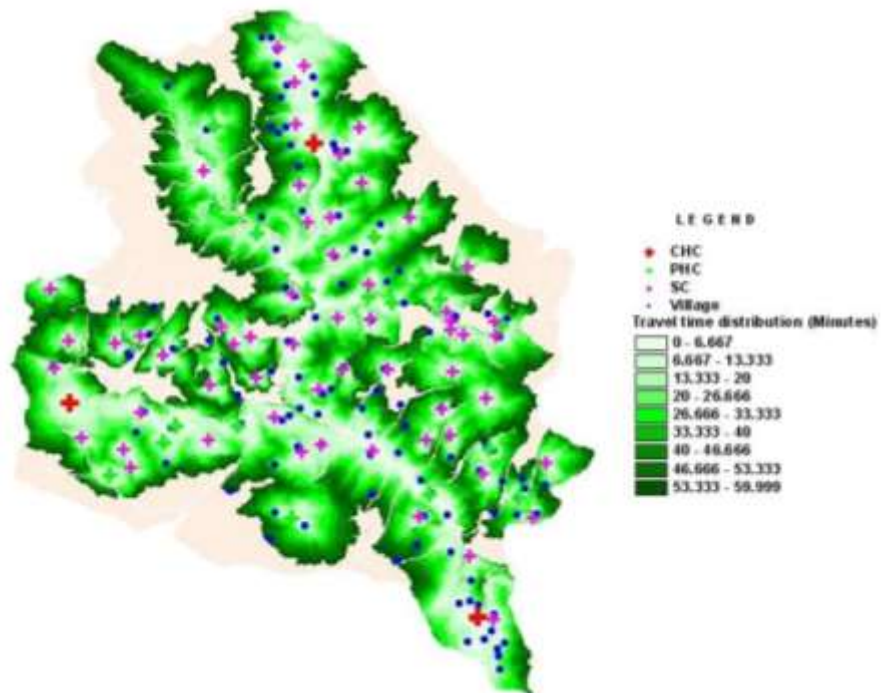 LEGEND
CHC
PHC
SC
Village
Travel time distribution (Minutes)
0 - 6.667
6.667 - 13.333
13.333 - 20
20 - 26.666
26.666 - 33.333
33.333 - 40
40 - 46.666
46.666 - 53.333
53.333 - 59.999